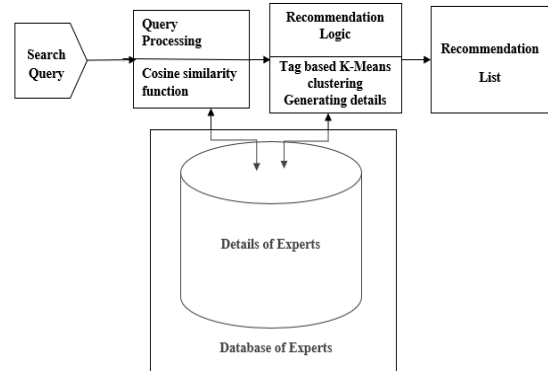 Search
Query
Query
Processing
Cosine similarity
function
Recommendation
Logic
Tag based K-Means
clustering
Generating details
Recommendation
List
Details of Experts
Database of Experts